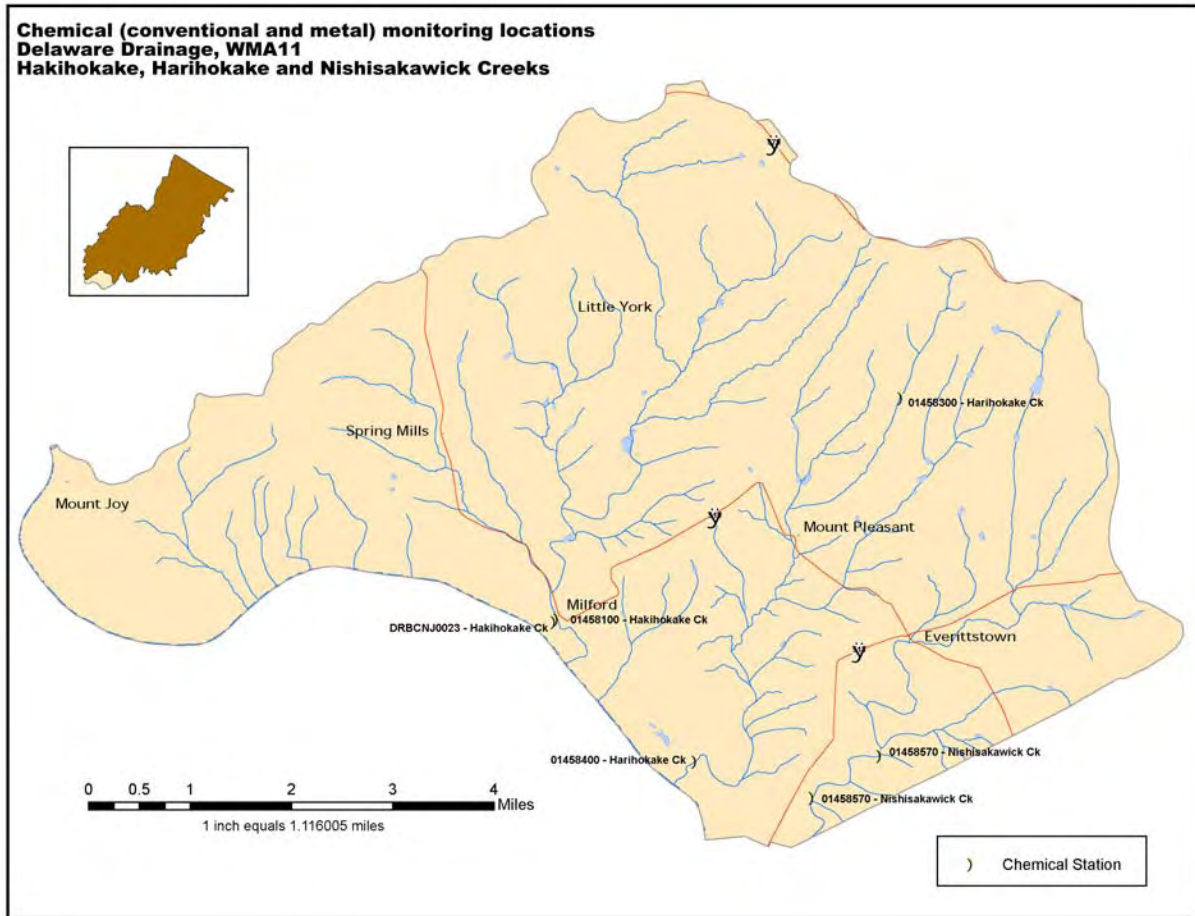 Chemical (conventional and metal) monitoring locations
Delaware Drainage, WMA11
Hakihokake, Harihokake and Nishisakawick Creeks
ÿ
Little York
01458300 - Harihokake Ck
Spring Mills
Mount Joy
ÿ
Mount Pleasant
Milford
DRBCNJ0023 - Hakihokake Ck
01458100 - Hakihokake Ck
Everittstown
ÿ
01458570 - Nishisakawick Ck
01458400 - Harihokake Ck
01458570 - Nishisakawick Ck
0 0.5 1 2 3 4
Miles
1 inch equals 1.116005 miles
Chemical Station